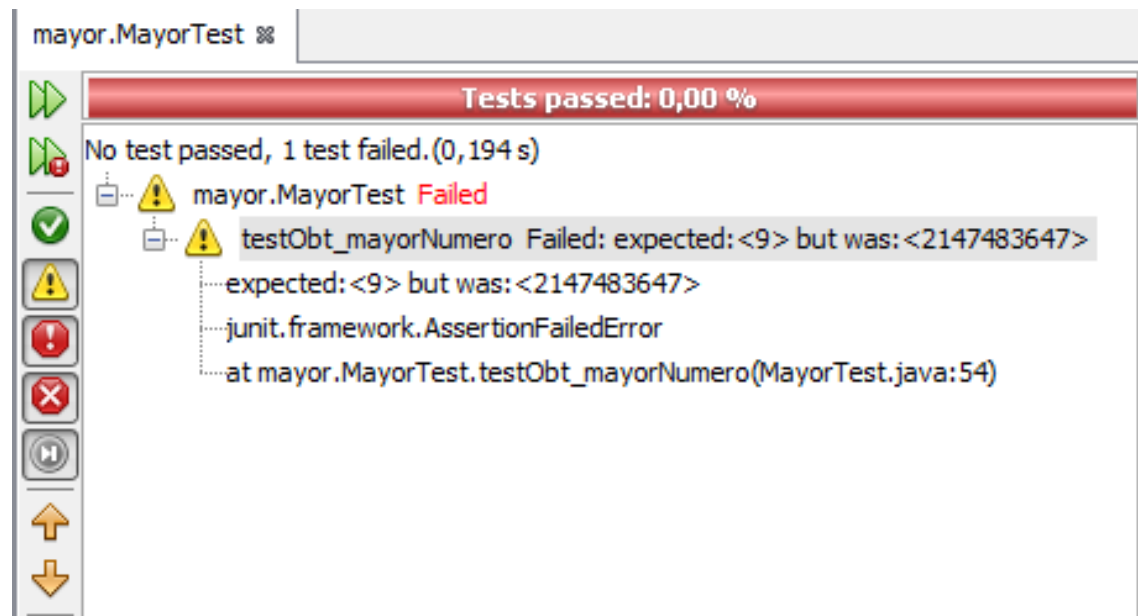 mayor.MayorTest
Tests passed: 0,00 %
No test passed, 1 test failed.(0,194 s)
mayor.MayorTest Failed
testObt_mayorNumero Failed: expected:<9> but was:<2147483647>
expected:<9> but was:<2147483647>
junit.framework.AssertionFailedError
at mayor.MayorTest.testObt_mayorNumero(MayorTest.java:54)